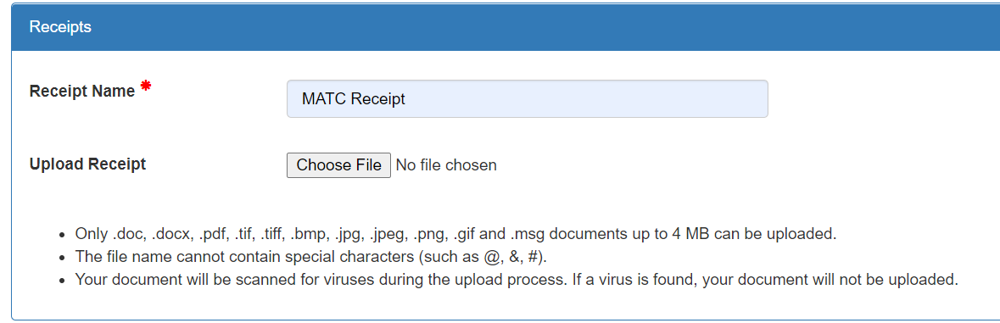 Receipts
Receipt Name *
MATC Receipt
Upload Receipt
Choose File No file chosen
• Only .doc, .docx, .pdf, .tif, .tiff, .bmp, .jpg, .jpeg, .png, .gif and .msg documents up to 4 MB can be uploaded.
• The file name cannot contain special characters (such as @, &, #).
• Your document will be scanned for viruses during the upload process. If a virus is found, your document will not be uploaded.